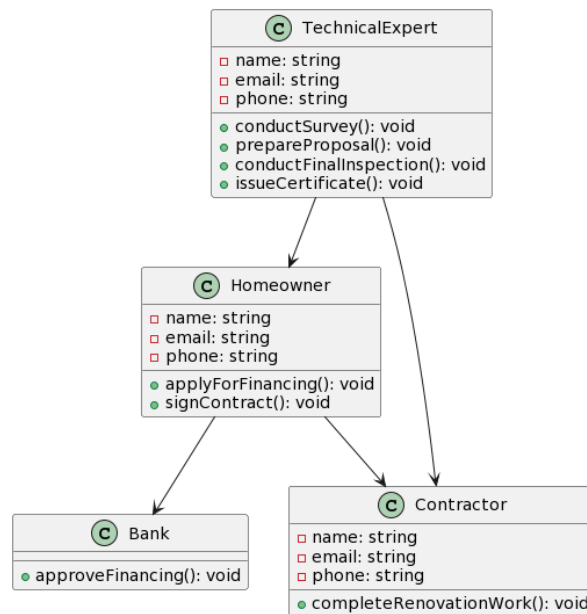 C TechnicalExpert
name: string
email: string
phone: string
conductSurvey(): void
prepareProposal(): void
conductFinalInspection(): void
issueCertificate(): void
C Homeowner
name: string
email: string
phone: string
applyForFinancing(): void
signContract(): void
C Bank
approveFinancing(): void
C Contractor
name: string
email: string
phone: string
completeRenovationWork(): void